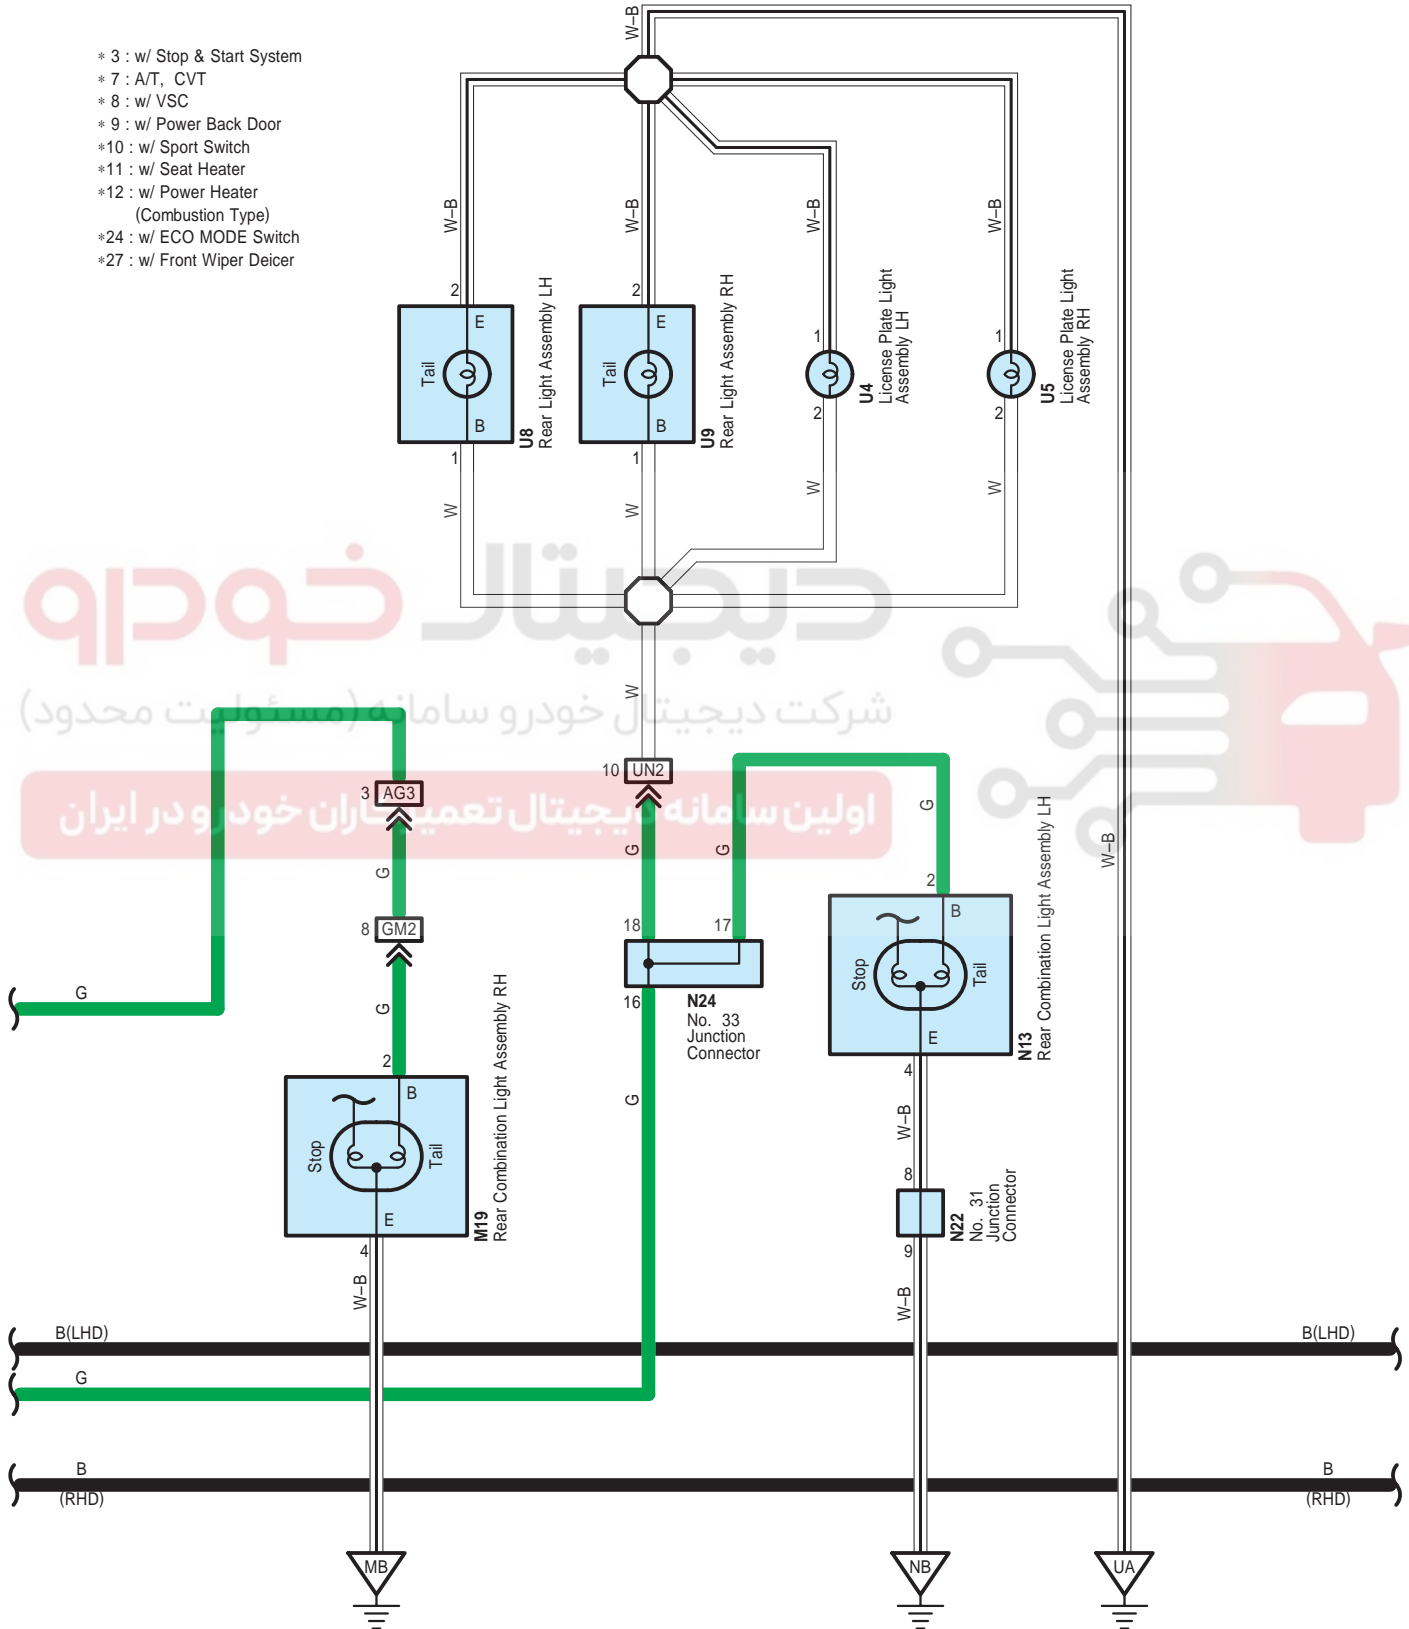 * 3 : w/ Stop & Start System
* 7 : A/T, CVT
* 8 : w/ VSC
* 9 : w/ Power Back Door
*10 : w/ Sport Switch
*11 : w/ Seat Heater
*12 : w/ Power Heater
(Combustion Type)
*24 : w/ ECO MODE Switch
*27 : w/ Front Wiper Deicer
W–B
W–B
W–B
W–B
W–B
2
E
Tail
B
1
U8
Rear Light Assembly LH
2
E
Tail
B
1
U9
Rear Light Assembly RH
1
2
U4
License Plate Light
Assembly LH
1
2
U5
License Plate Light
Assembly RH
W
W
W
W
دیجیتال خودرو
شرکت دیجیتال خودرو سامانه (مسئولیت محدود)
اولین سامانه دیجیتال تعمیرکاران خودرو در ایران
W
10 UN2
3 AG3
G
8 GM2
G
G
G
G
W–B
18
17
16
N24
No. 33
Junction
Connector
2
B
Stop
Tail
E
4
N13
Rear Combination Light Assembly LH
G
2
B
Stop
Tail
E
4
M19
Rear Combination Light Assembly RH
G
W–B
8
N22
No. 31
Junction
Connector
9
W–B
W–B
B(LHD)
B(LHD)
G
B
(RHD)
B
(RHD)
MB
NB
UA